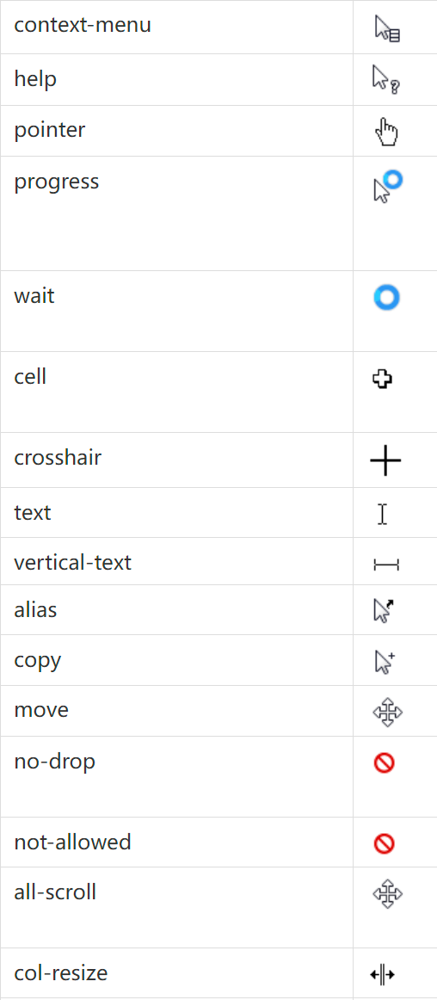 context-menu
help
pointer
progress
wait
cell
crosshair
text
vertical-text
alias
copy
move
no-drop
not-allowed
all-scroll
col-resize